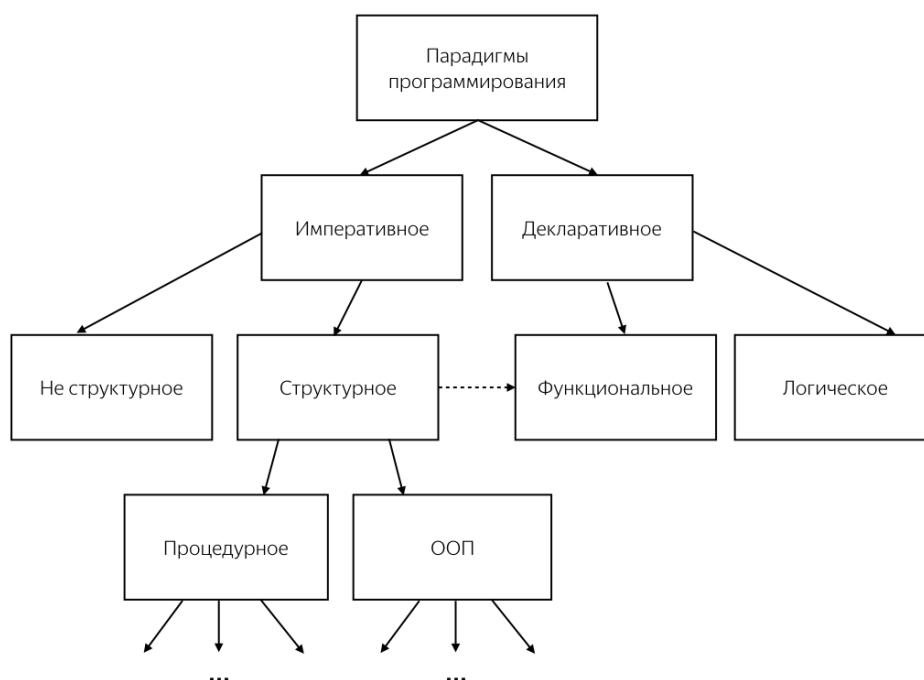 Парадигмы
программирования
Императивное
Декларативное
Не структурное
Структурное
Функциональное
Логическое
Процедурное
ООП
...
...